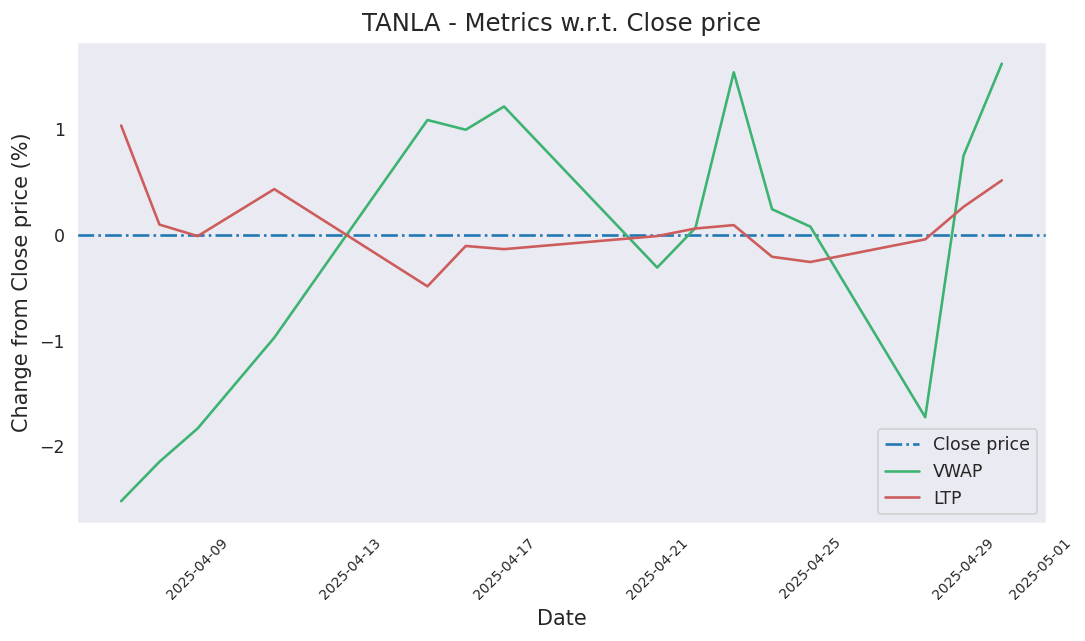 TANLA - Metrics w.r.t. Close price
Change from Close price (%)
1
0
−1
−2
Close price
VWAP
LTP
2025-04-09
2025-04-13
2025-04-17
2025-04-21
2025-04-25
2025-04-29
2025-05-01
Date